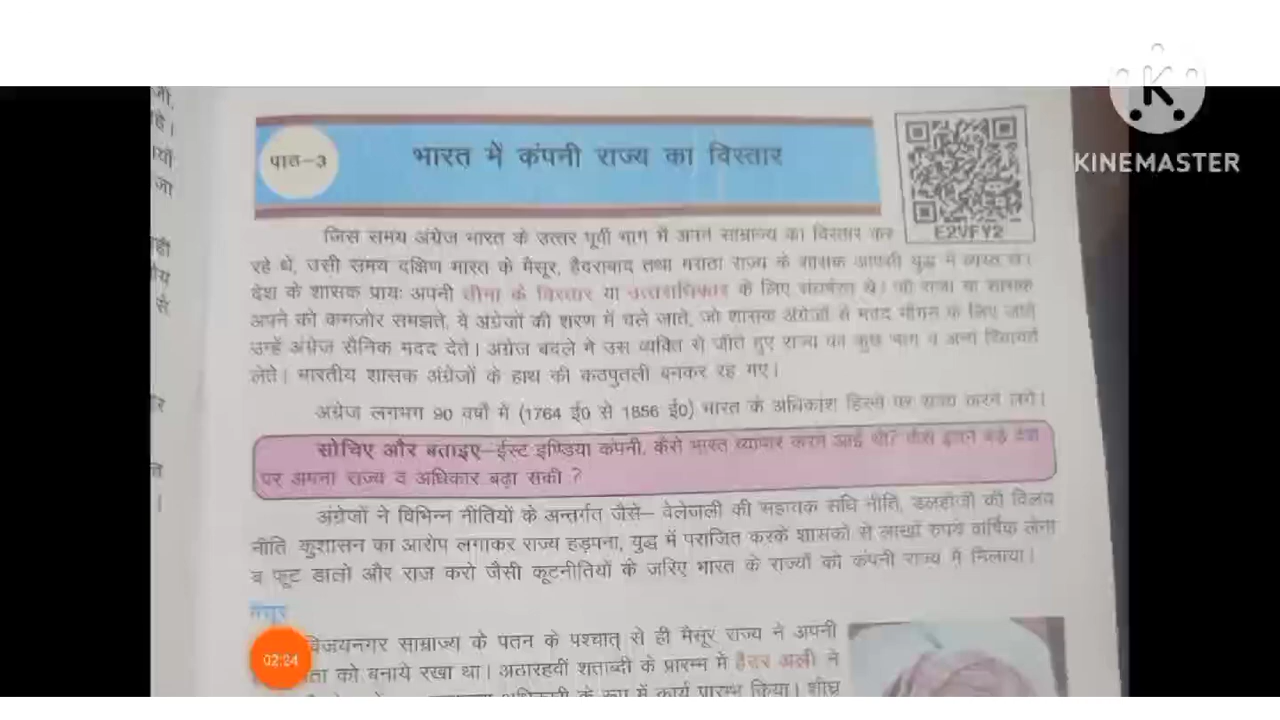 पाठ-3
भारत में कंपनी राज्य का विस्तार
KINEMASTER
E2VFY2
जिस समय अंग्रेज भारत के उत्तर पूर्वी भाग में अपने साम्राज्य का विस्तार कर
रहे थे, उसी समय दक्षिण भारत के मैसूर, हैदराबाद तथा मराठा राज्य के शासक आपसी युद्ध में व्यस्त थे।
देश के शासक प्रायः अपनी सीमा के विस्तार या उत्तराधिकार के लिए संघर्षरत थे। जो राजा या शासक
अपने को कमजोर समझते, वे अंग्रेजों की शरण में चले जाते, जो शासक अंग्रेजों से मदद माँगने के लिए जाते
उन्हें अंग्रेज सैनिक मदद देते। अंग्रेज बदले में उस व्यक्ति से जीते हुए राज्य का कुछ भाग व अन्य रियायतें
लेते। भारतीय शासक अंग्रेजों के हाथ की कठपुतली बनकर रह गए।
अंग्रेज लगभग 90 वर्षों में (1764 ई0 से 1856 ई0) भारत के अधिकांश हिस्से पर राज्य करने लगे।
सोचिए और बताइए–ईस्ट इण्डिया कंपनी, कैसे भारत व्यापार करने आई थी? कैसे इतने बड़े देश
पर अपना राज्य व अधिकार बढ़ा सकी ?
अंग्रेजों ने विभिन्न नीतियों के अन्तर्गत जैसे– वेलेजली की सहायक संधि नीति, डलहौजी की विलय
नीति कुशासन का आरोप लगाकर राज्य हड़पना, युद्ध में पराजित करके शासकों से लाखों रुपये वार्षिक लेना
व फूट डालो और राज करो जैसी कूटनीतियों के जरिए भारत के राज्यों को कंपनी राज्य में मिलाया।
मैसूर
विजयनगर साम्राज्य के पतन के पश्चात् से ही मैसूर राज्य ने अपनी
02:24
को बनाये रखा था। अठारहवीं शताब्दी के प्रारम्भ में हैदर अली ने
के रूप में कार्य प्रारम्भ किया। शीघ्र